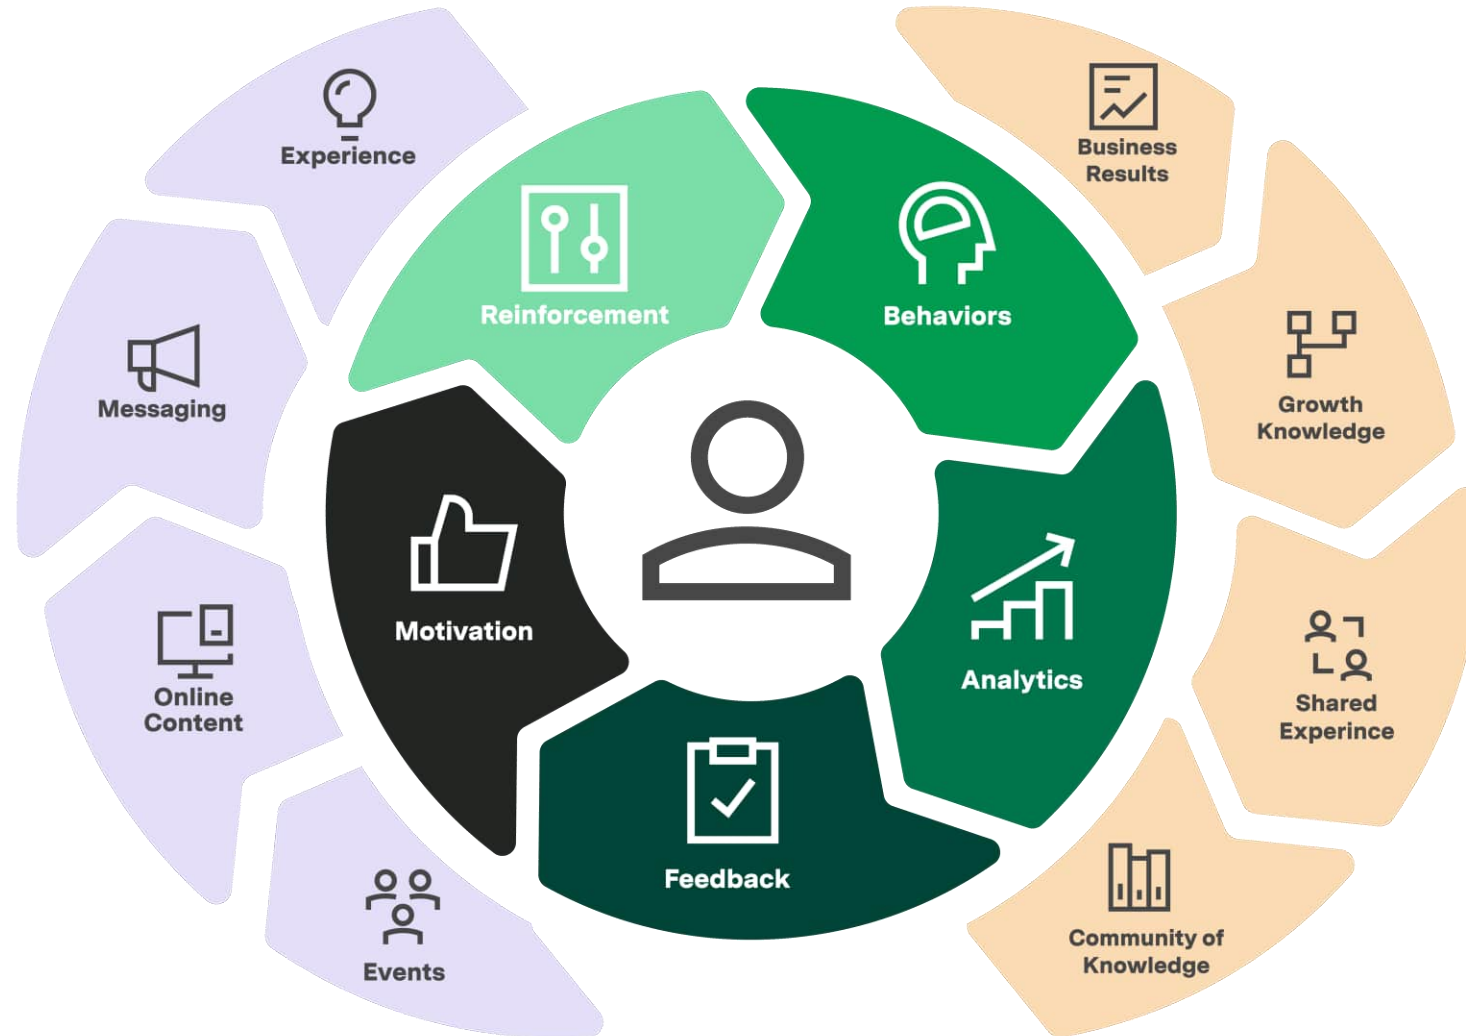 Experience
Messaging
Online
Content
Events
Reinforcement
Behaviors
Motivation
Analytics
Feedback
Business
Results
Growth
Knowledge
Shared
Experince
Community of
Knowledge